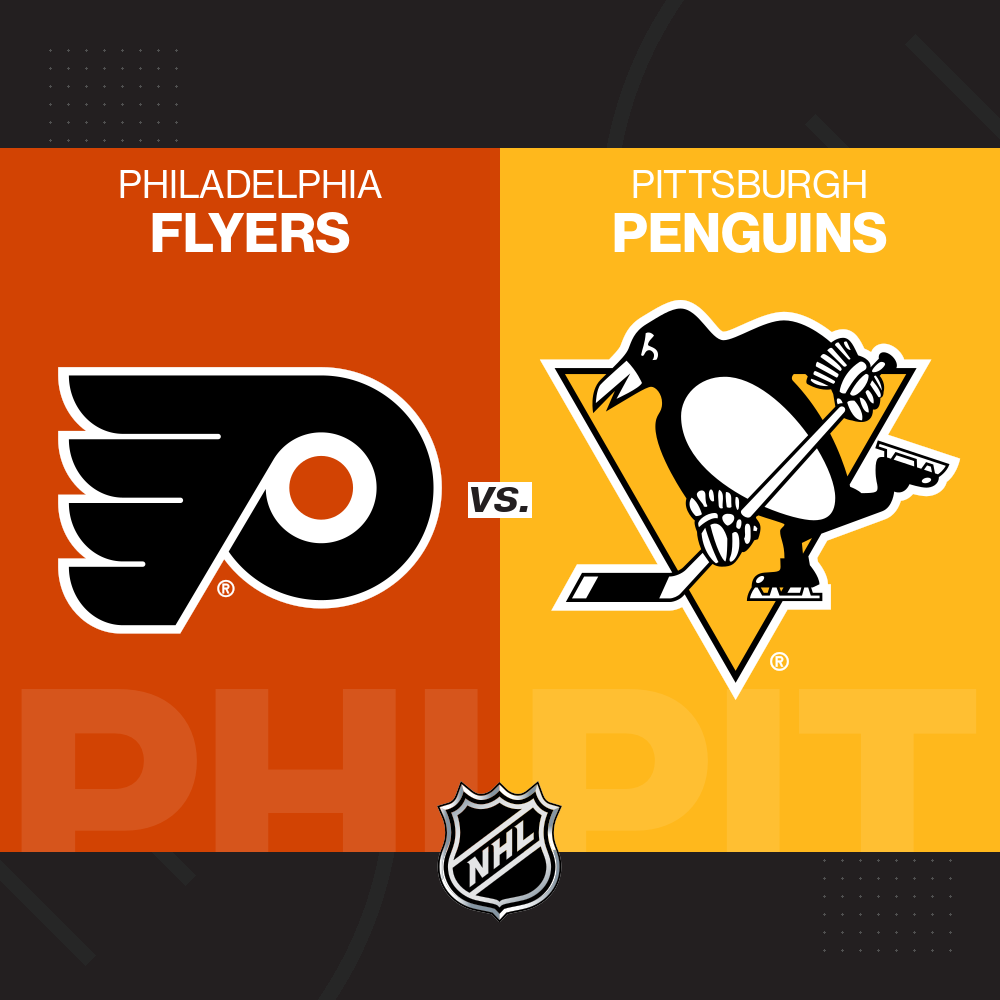 PHILADELPHIA
FLYERS
PITTSBURGH
PENGUINS
VS.
®
®
PHI
PIT
NHL